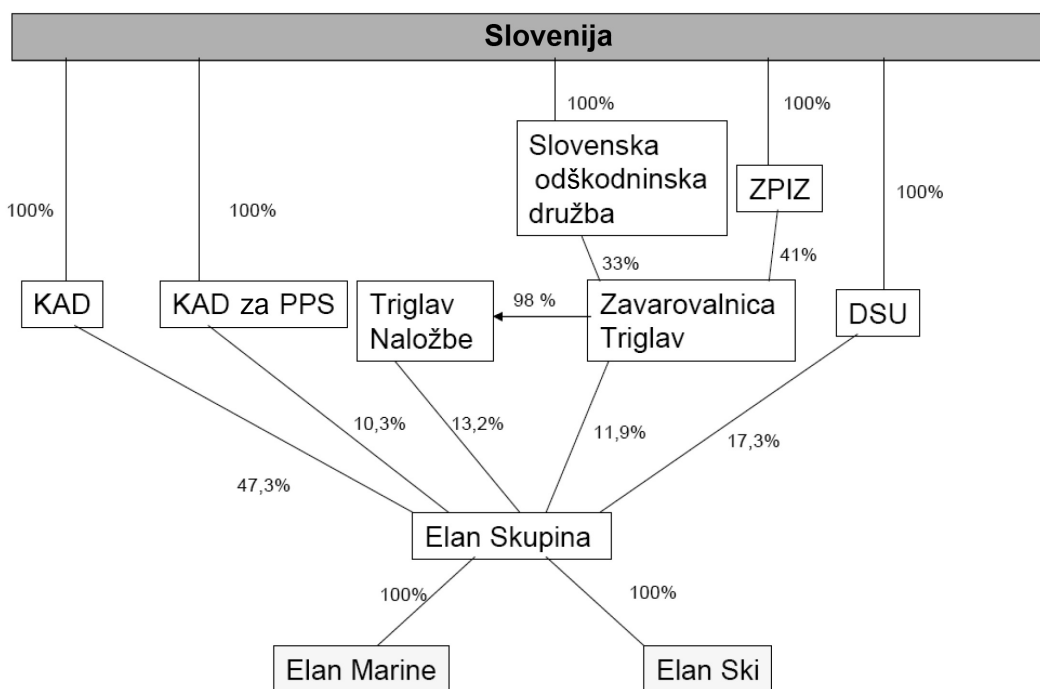 Slovenija
100%
100%
Slovenska
odškodninska
družba
ZPIZ
100%
100%
100%
33%
41%
KAD
KAD za PPS
Triglav
Naložbe
98 %
Zavarovalnica
Triglav
DSU
10,3%
13,2%
11,9%
17,3%
47,3%
Elan Skupina
100%
100%
Elan Marine
Elan Ski